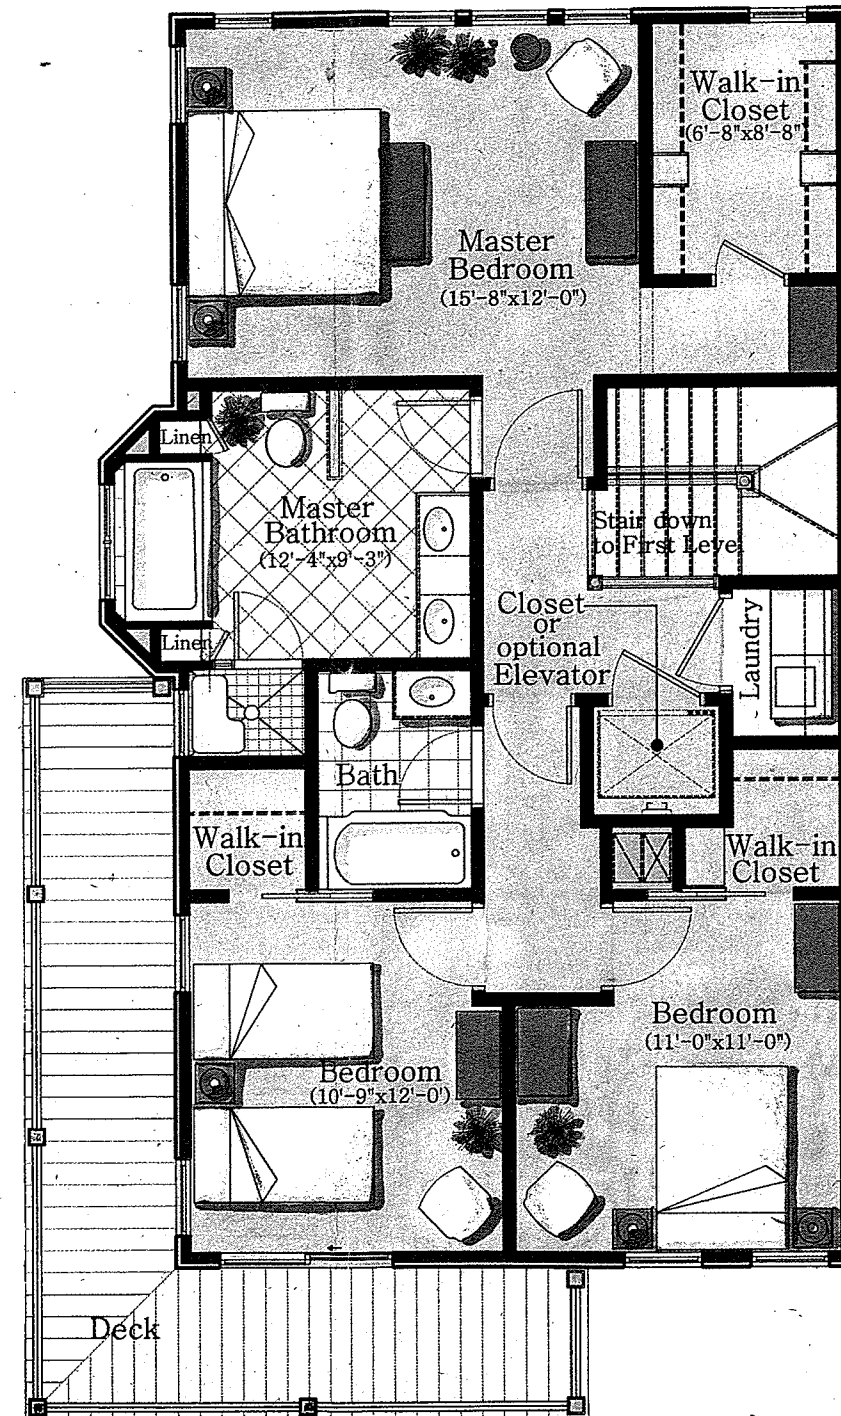 Walk-in
Closet
(6'-8"x8'-8")
Master
Bedroom
(15'-8"x12'-0")
Linen
Master
Bathroom
(12'-4"x9'-3")
Stair down
to First Level
Closet
or
optional
Elevator
Laundry
Linen
Bath
Walk-in
Closet
Walk-in
Closet
Bedroom
(11'-0"x11'-0")
Bedroom
(10'-9"x12'-0')
Deck